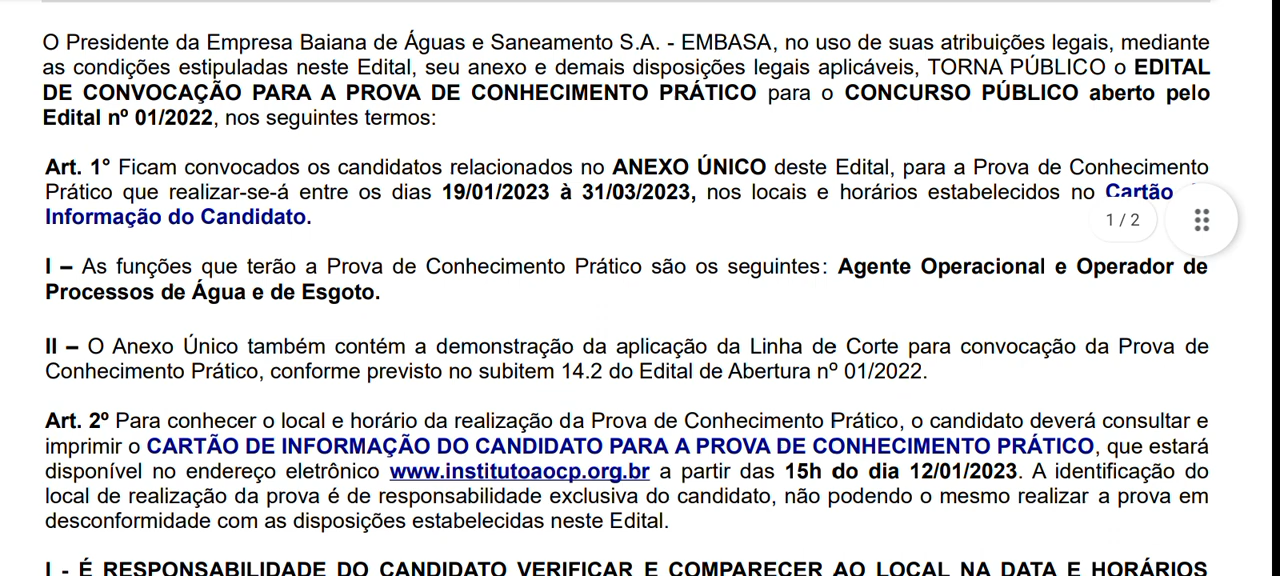 O Presidente da Empresa Baiana de Águas e Saneamento S.A. - EMBASA, no uso de suas atribuições legais, mediante
as condições estipuladas neste Edital, seu anexo e demais disposições legais aplicáveis, TORNA PÚBLICO o EDITAL
DE CONVOCAÇÃO PARA A PROVA DE CONHECIMENTO PRÁTICO para o CONCURSO PÚBLICO aberto pelo
Edital nº 01/2022, nos seguintes termos:
Art. 1° Ficam convocados os candidatos relacionados no ANEXO ÚNICO deste Edital, para a Prova de Conhecimento
Prático que realizar-se-á entre os dias 19/01/2023 à 31/03/2023, nos locais e horários estabelecidos no Cartão
Informação do Candidato.
1 / 2
I – As funções que terão a Prova de Conhecimento Prático são os seguintes: Agente Operacional e Operador de
Processos de Água e de Esgoto.
II – O Anexo Único também contém a demonstração da aplicação da Linha de Corte para convocação da Prova de
Conhecimento Prático, conforme previsto no subitem 14.2 do Edital de Abertura nº 01/2022.
Art. 2º Para conhecer o local e horário da realização da Prova de Conhecimento Prático, o candidato deverá consultar e
imprimir o CARTÃO DE INFORMAÇÃO DO CANDIDATO PARA A PROVA DE CONHECIMENTO PRÁTICO, que estará
disponível no endereço eletrônico www.institutoaocp.org.br a partir das 15h do dia 12/01/2023. A identificação do
local de realização da prova é de responsabilidade exclusiva do candidato, não podendo o mesmo realizar a prova em
desconformidade com as disposições estabelecidas neste Edital.
I - É RESPONSABILIDADE DO CANDIDATO VERIFICAR E COMPARECER AO LOCAL NA DATA E HORÁRIOS